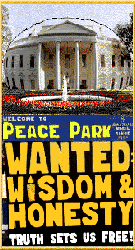 WELCOME TO
PEACE PARK
WANTED
WISDOM &
HONESTY
TRUTH SETS US FREE!